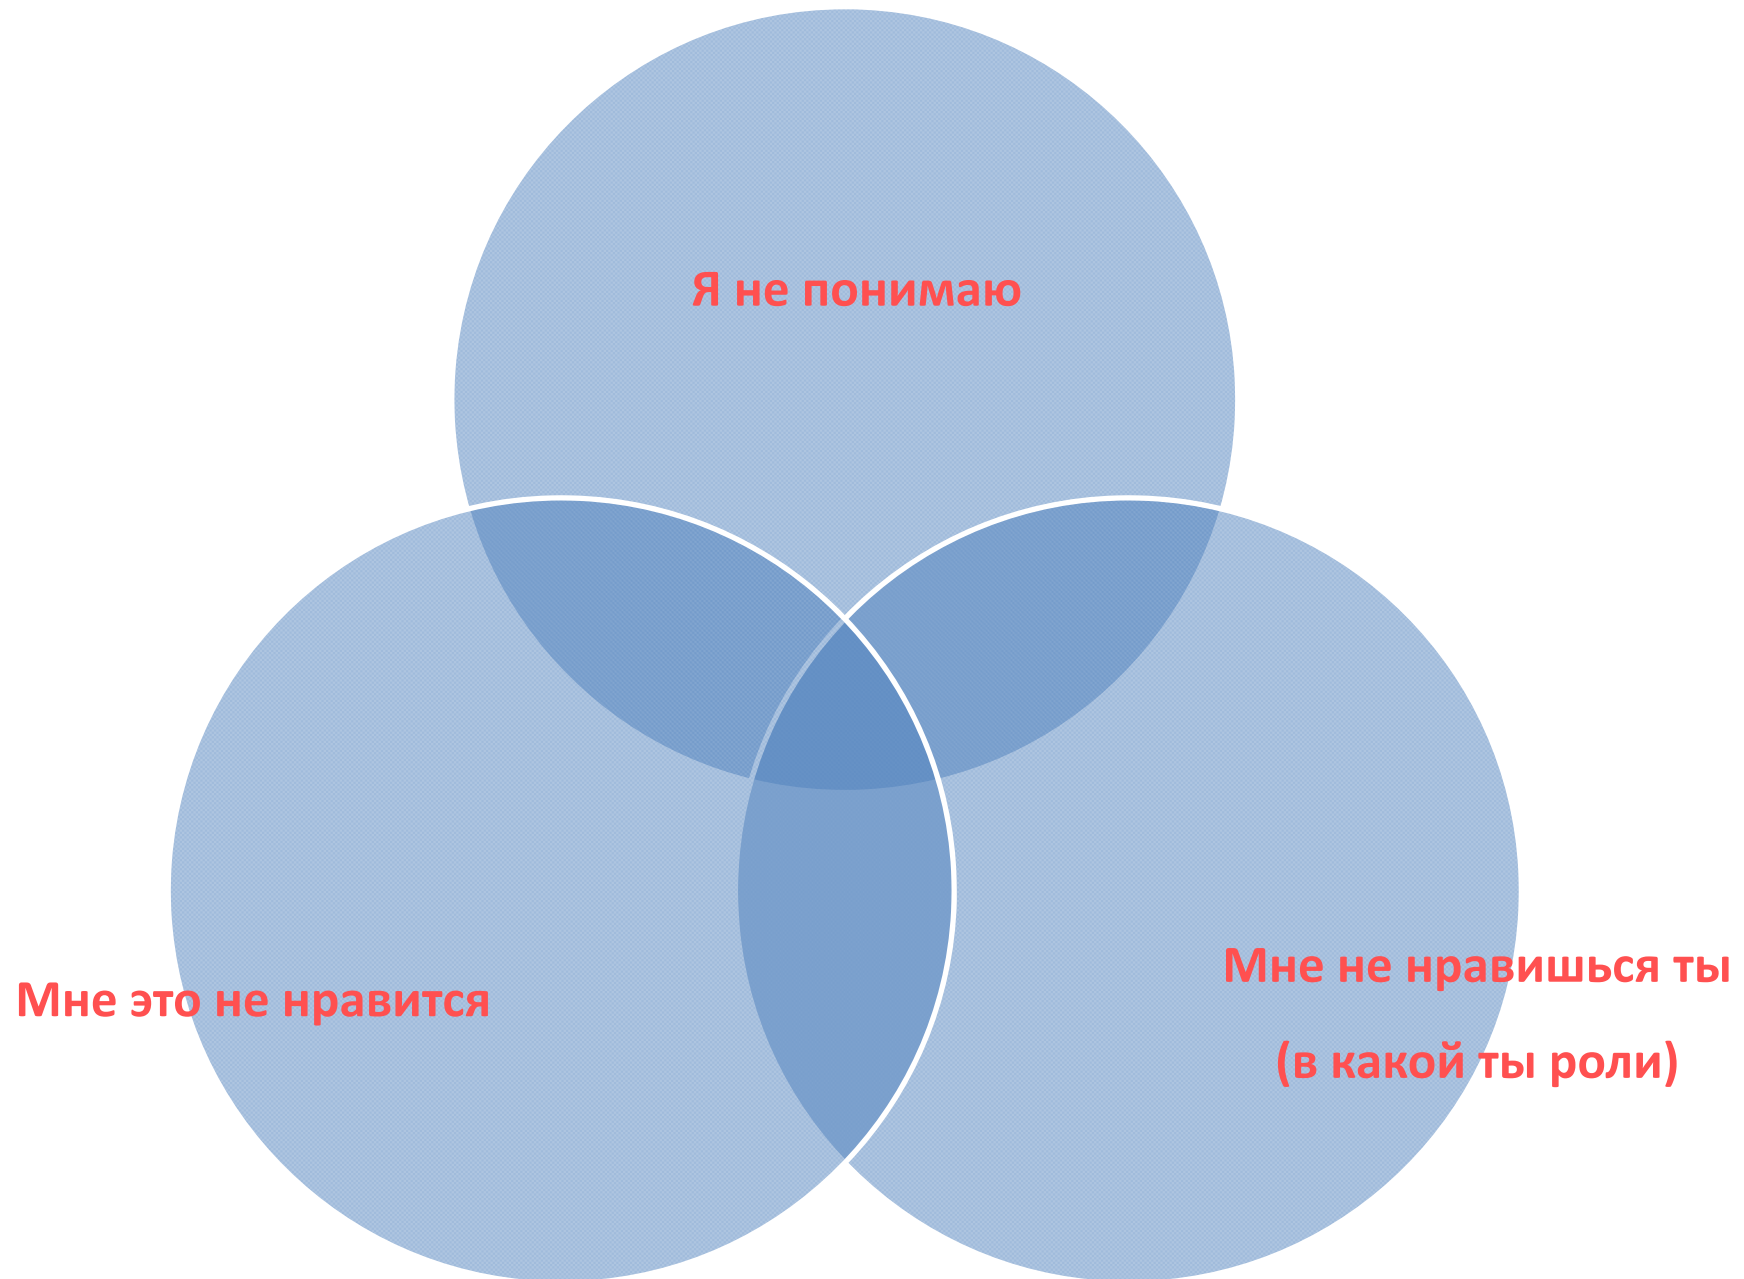 Я не понимаю
Мне не нравишься ты
Мне это не нравится
(в какой ты роли)